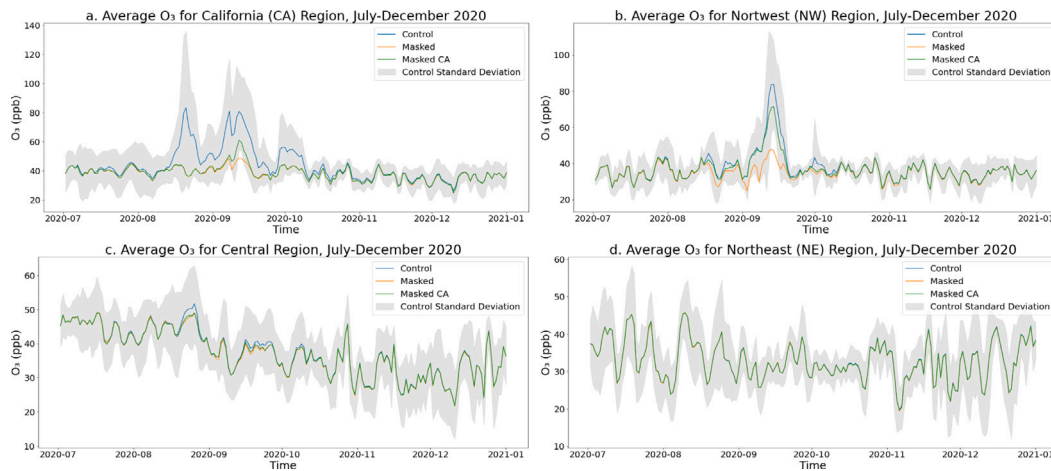 a. Average O₃ for California (CA) Region, July-December 2020
Control
Masked
Masked CA
Control Standard Deviation
O₃ (ppb)
140
120
100
80
60
40
20
2020-07
2020-08
2020-09
2020-10
2020-11
2020-12
2021-01
Time
b. Average O₃ for Nortwest (NW) Region, July-December 2020
Control
Masked
Masked CA
Control Standard Deviation
O₃ (ppb)
100
80
60
40
20
2020-07
2020-08
2020-09
2020-10
2020-11
2020-12
2021-01
Time
c. Average O₃ for Central Region, July-December 2020
Control
Masked
Masked CA
Control Standard Deviation
O₃ (ppb)
60
50
40
30
20
10
2020-07
2020-08
2020-09
2020-10
2020-11
2020-12
2021-01
Time
d. Average O₃ for Northeast (NE) Region, July-December 2020
Control
Masked
Masked CA
Control Standard Deviation
O₃ (ppb)
60
50
40
30
20
10
2020-07
2020-08
2020-09
2020-10
2020-11
2020-12
2021-01
Time